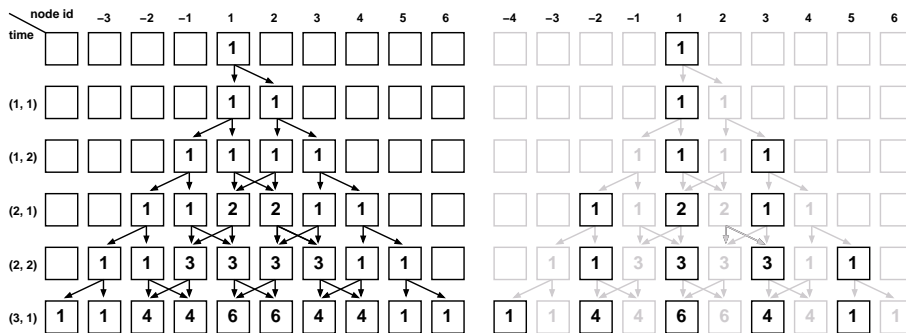 node id −3 −2 −1 1 2 3 4 5 6 −4 −3 −2 −1 1 2 3 4 5 6
time 1 1
(1, 1) 1 1 1 1
(1, 2) 1 1 1 1 1 1 1 1
(2, 1) 1 1 2 2 1 1 1 1 2 2 1 1
(2, 2) 1 1 3 3 3 3 1 1 1 1 3 3 3 3 1 1
(3, 1) 1 1 4 4 6 6 4 4 1 1 1 1 4 4 6 6 4 4 1 1